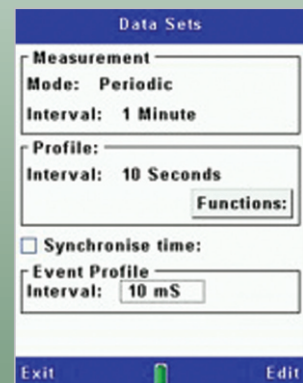 Data Sets
Measurement
Mode: Periodic
Interval: 1 Minute
Profile:
Interval: 10 Seconds
Functions:
Synchronise time:
Event Profile
Interval: 10 mS
Exit Edit